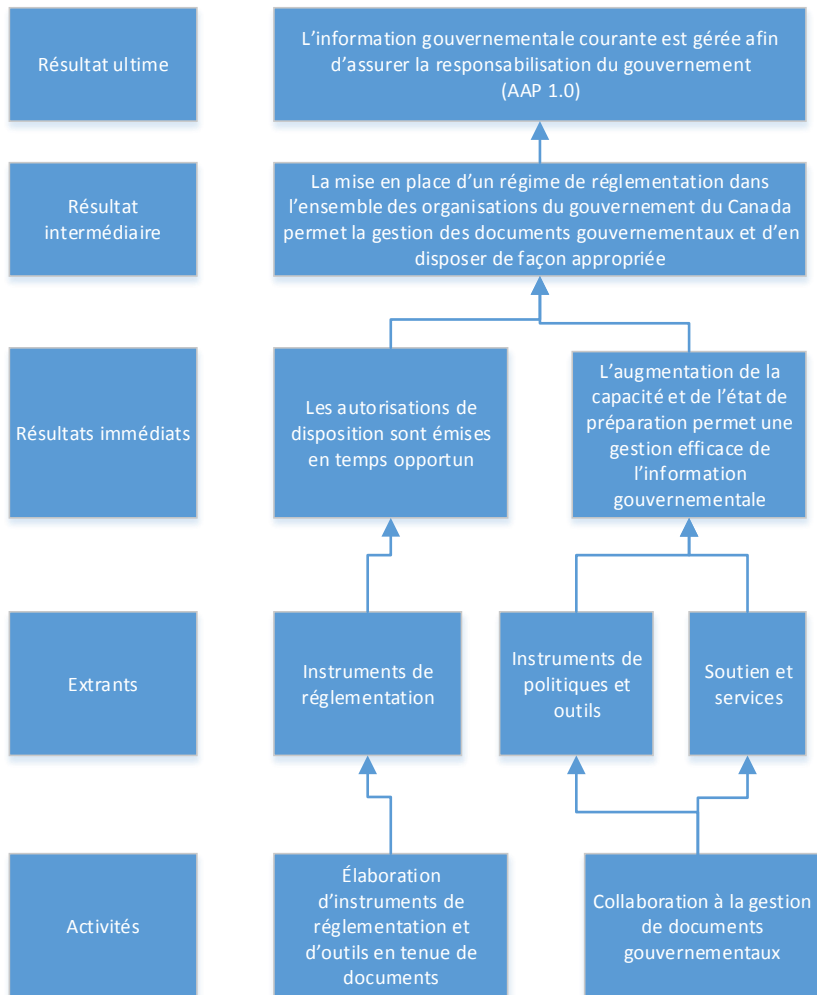 Résultat ultime
L’information gouvernementale courante est gérée afin
d’assurer la responsabilisation du gouvernement
(AAP 1.0)
Résultat
intermédiaire
La mise en place d’un régime de réglementation dans
l’ensemble des organisations du gouvernement du Canada
permet la gestion des documents gouvernementaux et d’en
disposer de façon appropriée
Résultats immédiats
Les autorisations de
disposition sont émises
en temps opportun
L’augmentation de la
capacité et de l’état de
préparation permet une
gestion efficace de
l’information
gouvernementale
Extrants
Instruments de
réglementation
Instruments de
politiques et
outils
Soutien et
services
Activités
Élaboration
d’instruments de
réglementation et
d’outils en tenue de
documents
Collaboration à la gestion
de documents
gouvernementaux